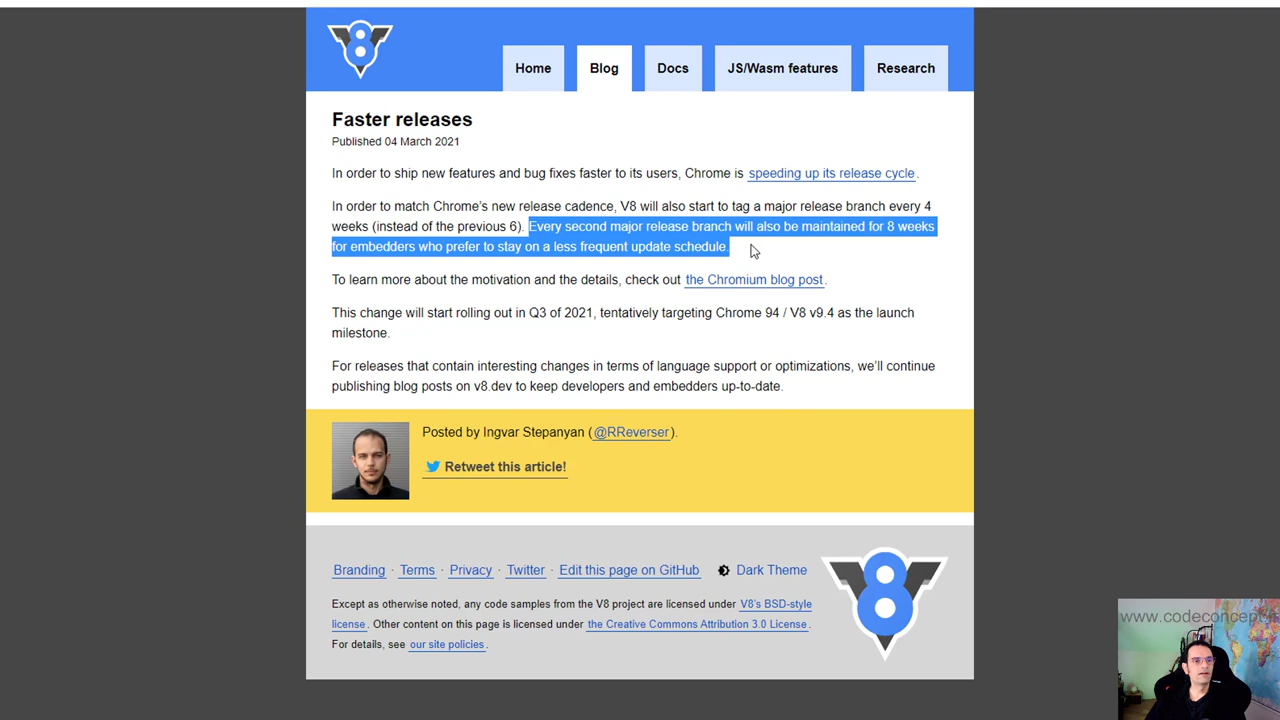 8
Home
Blog
Docs
JS/Wasm features
Research
Faster releases
Published 04 March 2021
In order to ship new features and bug fixes faster to its users, Chrome is speeding up its release cycle.
In order to match Chrome’s new release cadence, V8 will also start to tag a major release branch every 4
weeks (instead of the previous 6). Every second major release branch will also be maintained for 8 weeks
for embedders who prefer to stay on a less frequent update schedule.
To learn more about the motivation and the details, check out the Chromium blog post.
This change will start rolling out in Q3 of 2021, tentatively targeting Chrome 94 / V8 v9.4 as the launch
milestone.
For releases that contain interesting changes in terms of language support or optimizations, we’ll continue
publishing blog posts on v8.dev to keep developers and embedders up-to-date.
Posted by Ingvar Stepanyan (@RReverser).
Retweet this article!
Branding · Terms · Privacy · Twitter · Edit this page on GitHub
Dark Theme
Except as otherwise noted, any code samples from the V8 project are licensed under V8’s BSD-style
license. Other content on this page is licensed under the Creative Commons Attribution 3.0 License.
For details, see our site policies.
8